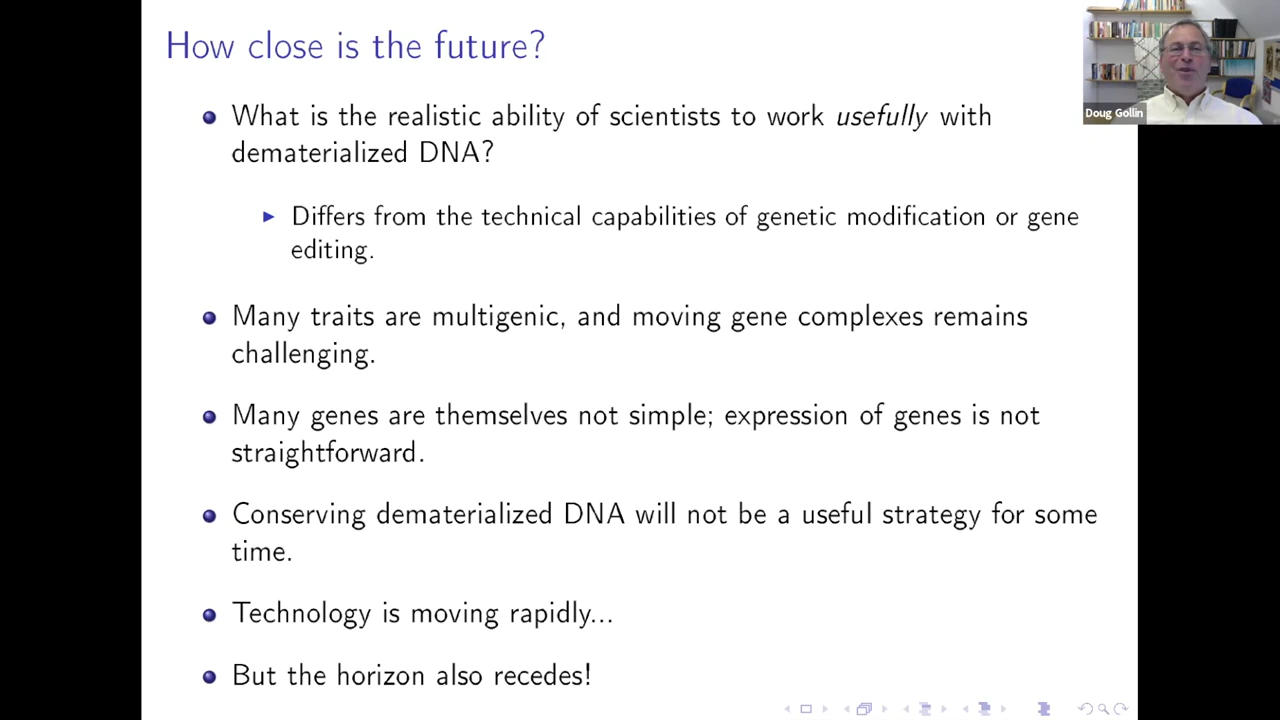 How close is the future?
What is the realistic ability of scientists to work usefully with
dematerialized DNA?
Differs from the technical capabilities of genetic modification or gene
editing.
Many traits are multigenic, and moving gene complexes remains
challenging.
Many genes are themselves not simple; expression of genes is not
straightforward.
Conserving dematerialized DNA will not be a useful strategy for some
time.
Technology is moving rapidly...
But the horizon also recedes!
Doug Gollin